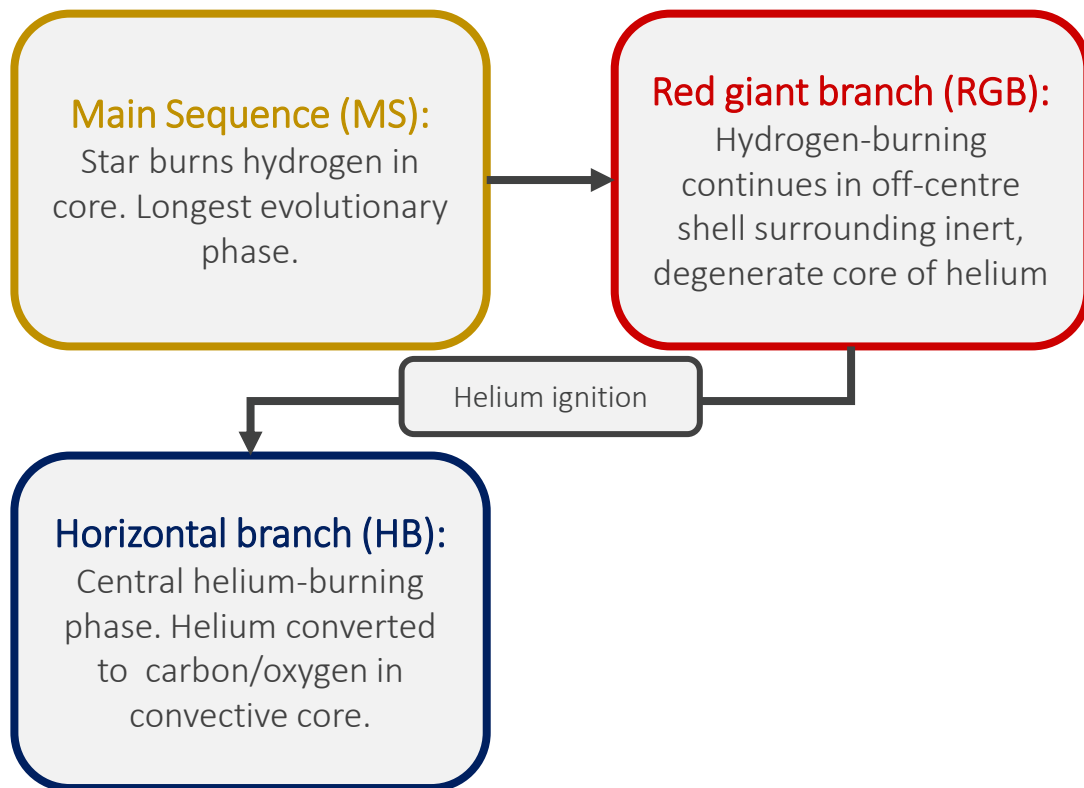 Main Sequence (MS):
Star burns hydrogen in
core. Longest evolutionary
phase.
Red giant branch (RGB):
Hydrogen-burning
continues in off-centre
shell surrounding inert,
degenerate core of helium
Helium ignition
Horizontal branch (HB):
Central helium-burning
phase. Helium converted
to  carbon/oxygen in
convective core.